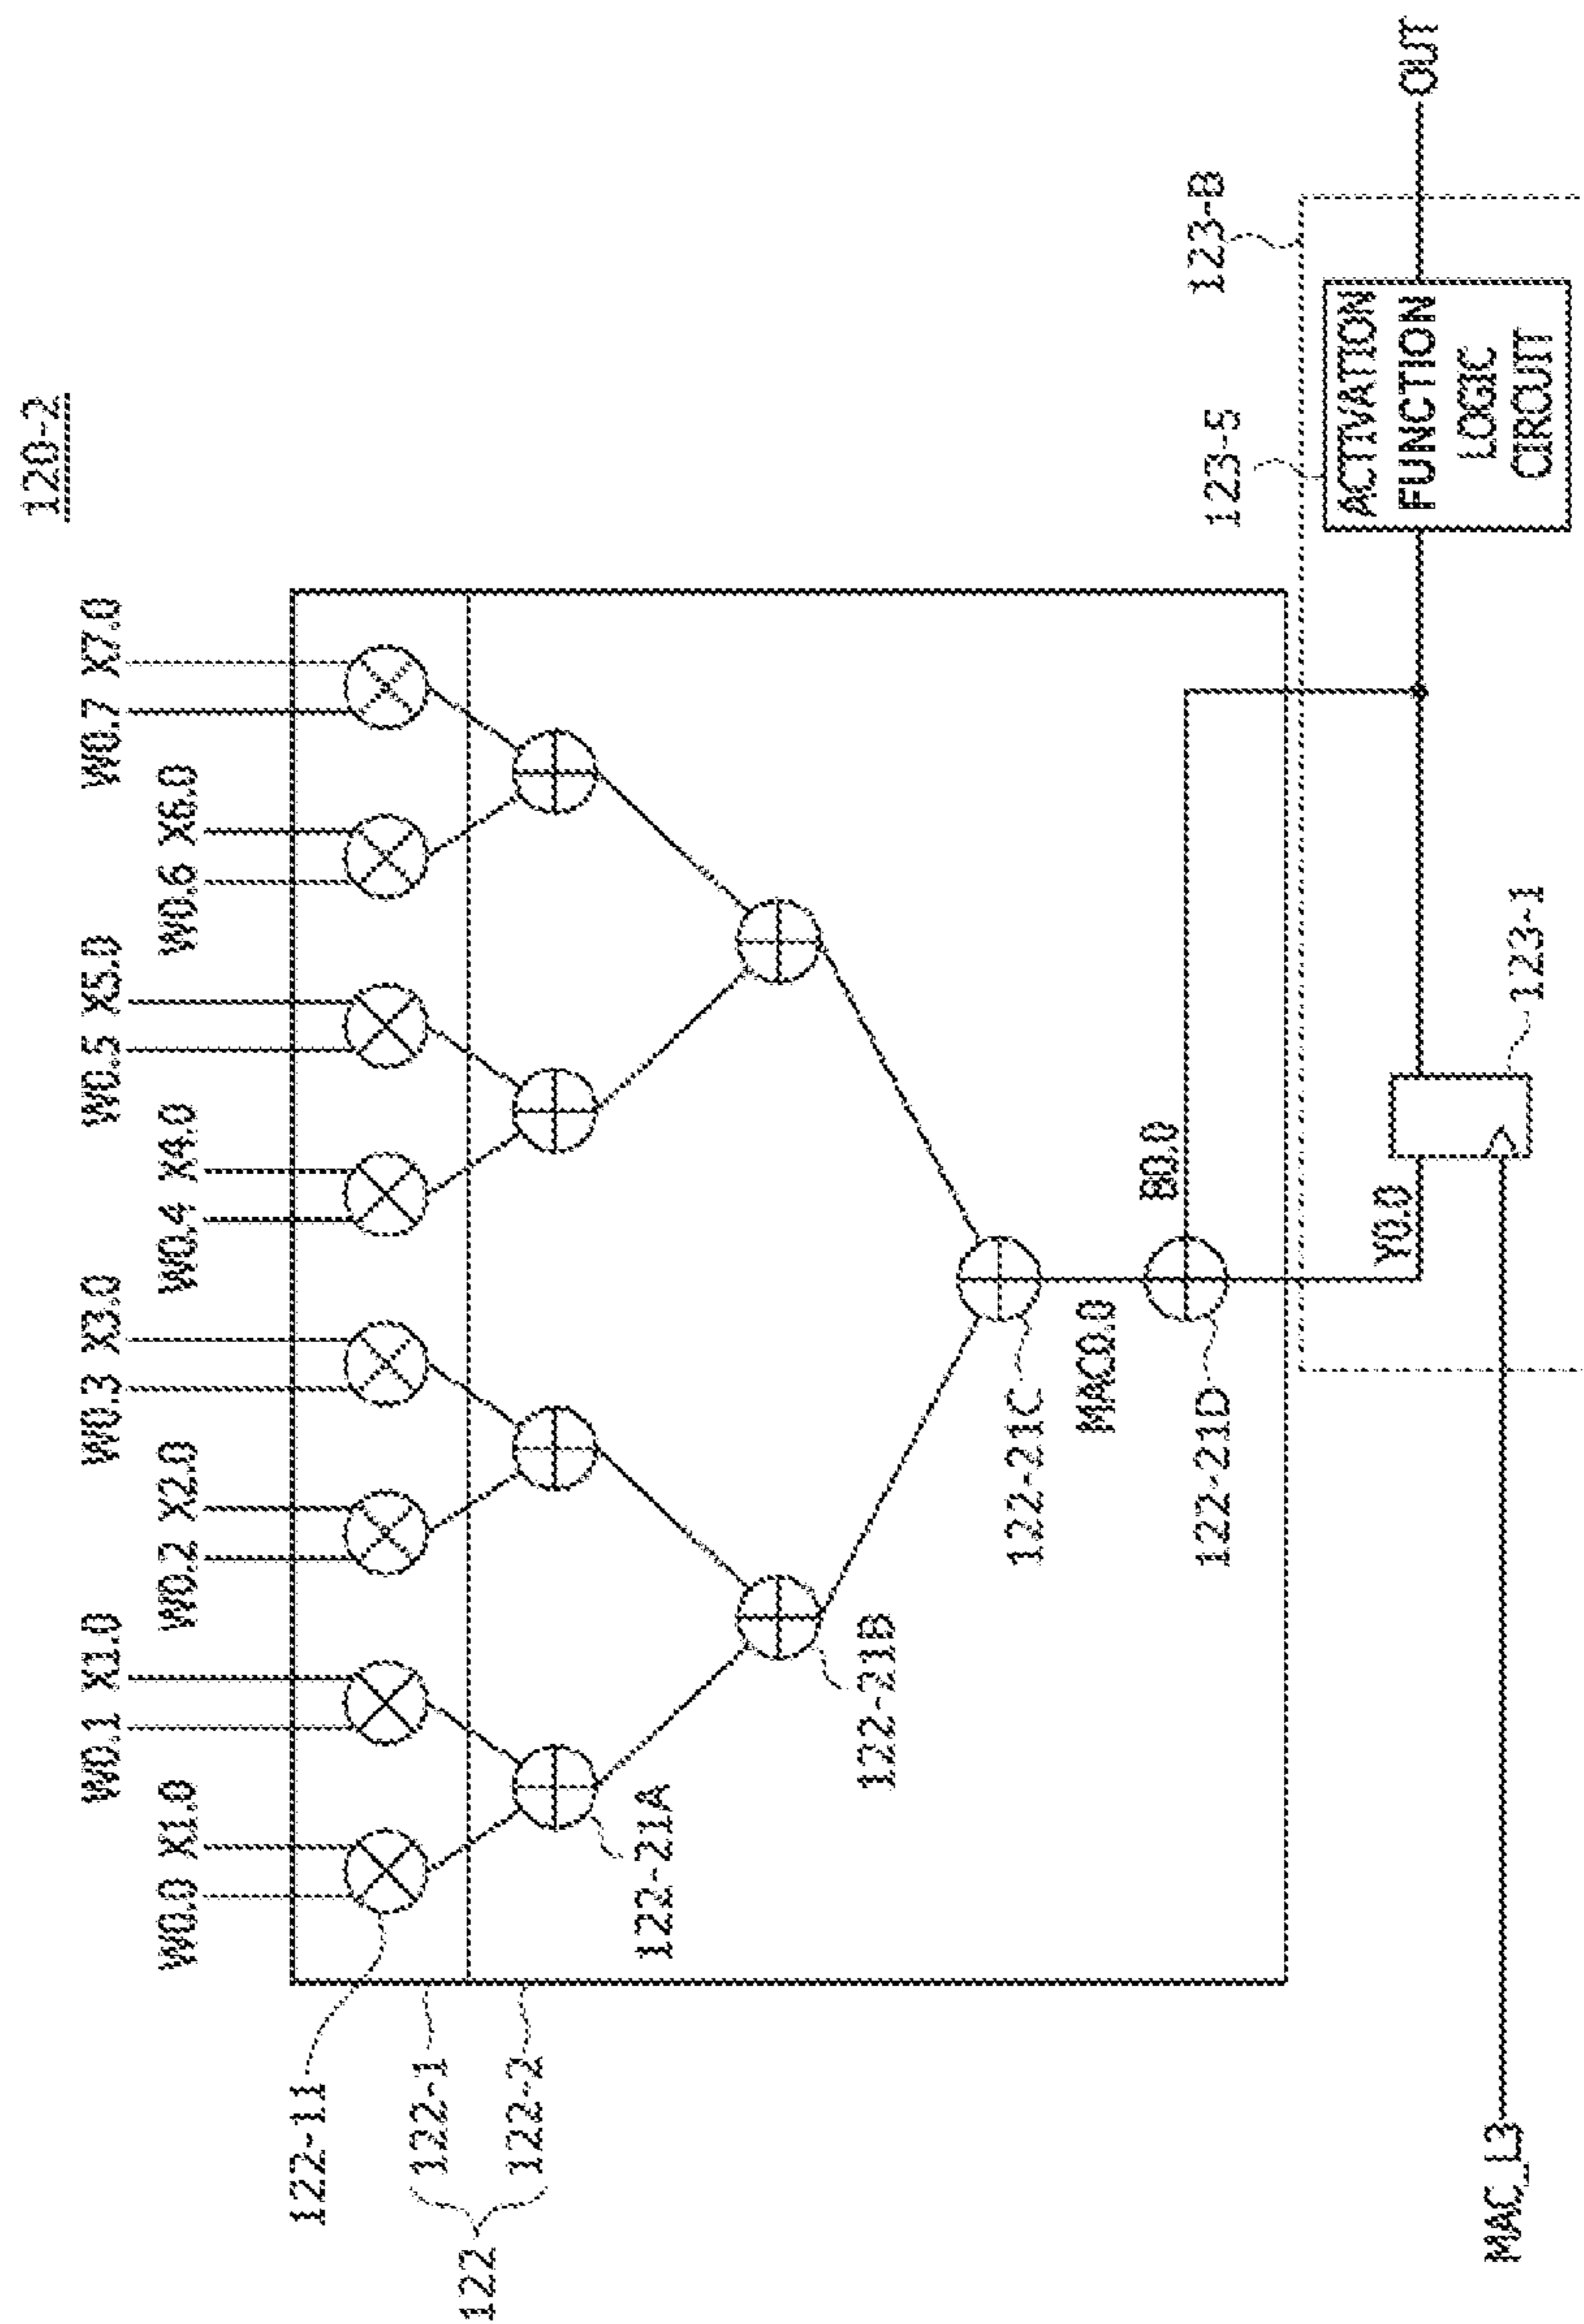 120-2
W0.1 X1.0
W0.3 X3.0
W0.5 X5.0
W0.7 X7.0
W0.0 X1.0
W0.2 X2.0
W0.4 X4.0
W0.6 X6.0
122-11
122-1
122
122-2
122-21A
122-21B
122-21C
MAC0.0
B0.0
122-21D
123-B
123-5
Y0.0
ACTIVATION
FUNCTION
LOGIC
CIRCUIT
OUT
MAC_L3
123-1